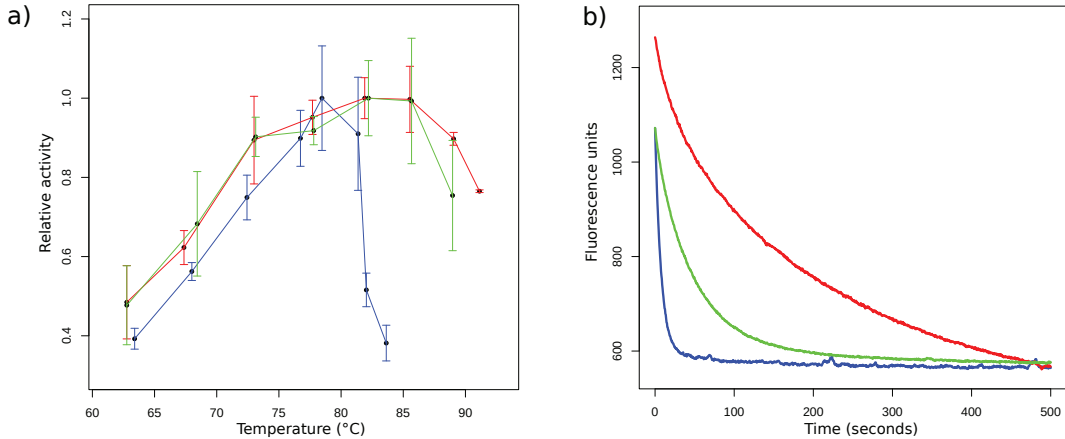 a)
Relative activity
1.2
1.0
0.8
0.6
0.4
60 65 70 75 80 85 90
Temperature (°C)
b)
Fluorescence units
1200
1000
800
600
0 100 200 300 400 500
Time (seconds)